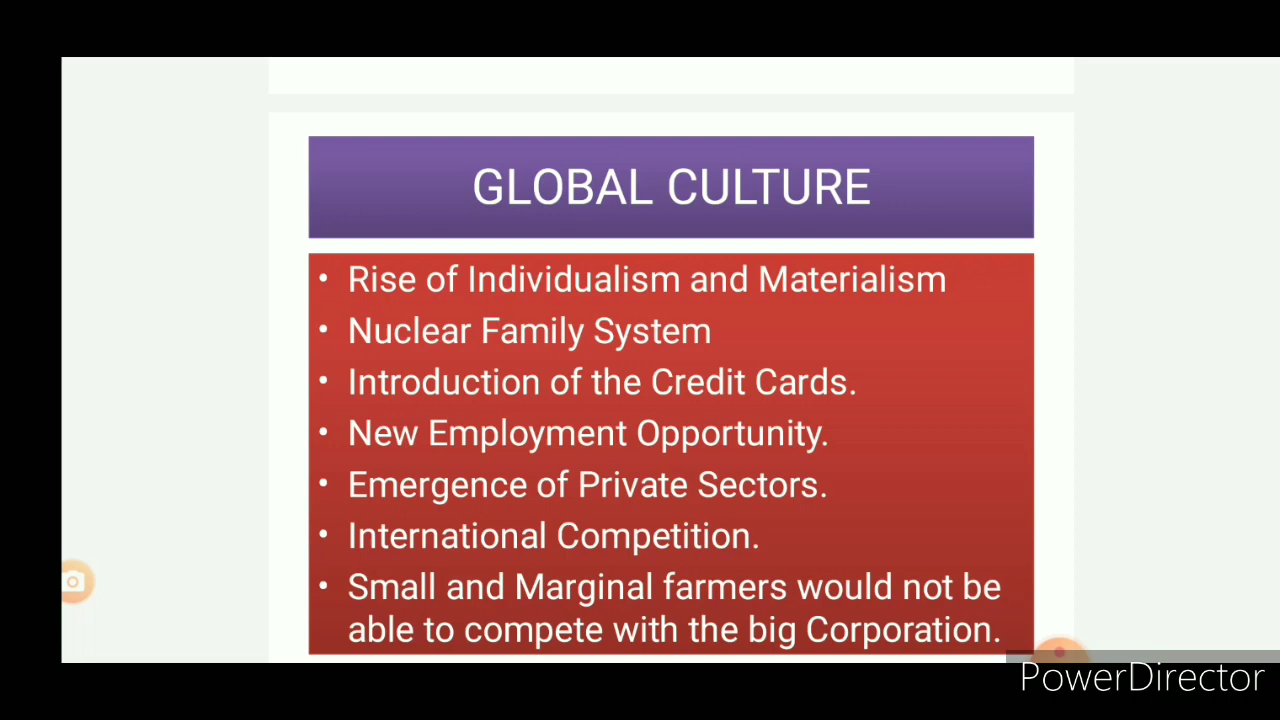 GLOBAL CULTURE
• Rise of Individualism and Materialism
• Nuclear Family System
• Introduction of the Credit Cards.
• New Employment Opportunity.
• Emergence of Private Sectors.
• International Competition.
• Small and Marginal farmers would not be
able to compete with the big Corporation.
PowerDirector